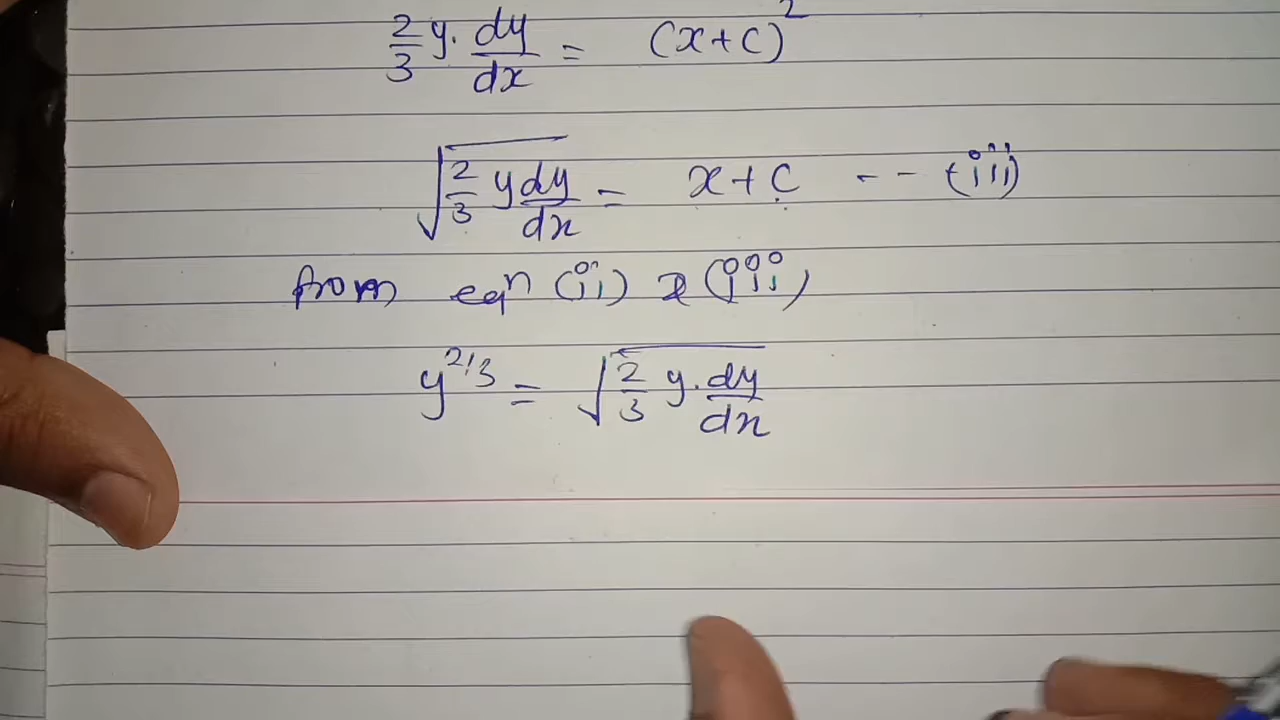 2/3 y. dy/dx = (x+c)²
√(2/3 y dy/dx) = x+c -- (iii)
from eqⁿ (ii) & (iii)
y^2/3 = √(2/3 y. dy/dx)